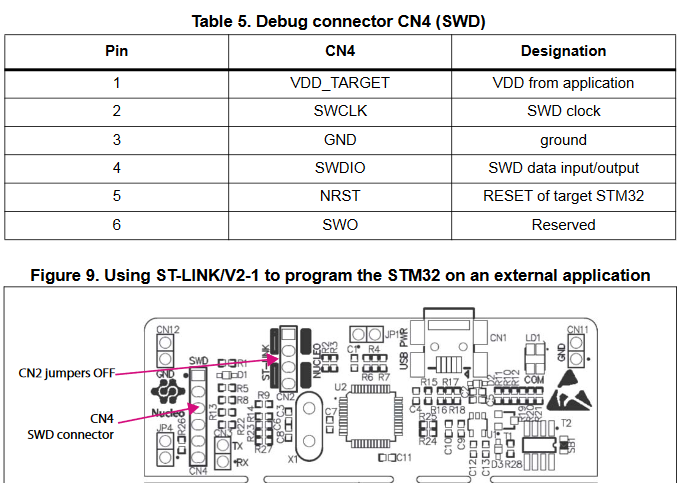 Table 5. Debug connector CN4 (SWD)
Pin CN4 Designation
1 VDD_TARGET VDD from application
2 SWCLK SWD clock
3 GND ground
4 SWDIO SWD data input/output
5 NRST RESET of target STM32
6 SWO Reserved
Figure 9. Using ST-LINK/V2-1 to program the STM32 on an external application
CN2 jumpers OFF
CN4
SWD connector
CN12
GND
SWD
ST-LINK
NUCLEO
CN2
R1
D1
R5
R8
R9
R13
R14
R23
R27
C3
C6
C8
X1
C7
U2
R2
R3
C1
JP1
R4
R6 R7
USB PWR
CN1
LD1
COM
CN11
GND
R15 R17
R16 R18
C4
R25
R24
C10
C9
C12
C13
C11
R11
R12
R21
T2
SB1
D3 R28
Nucleo
JP4
R26
CN4
TX
RX